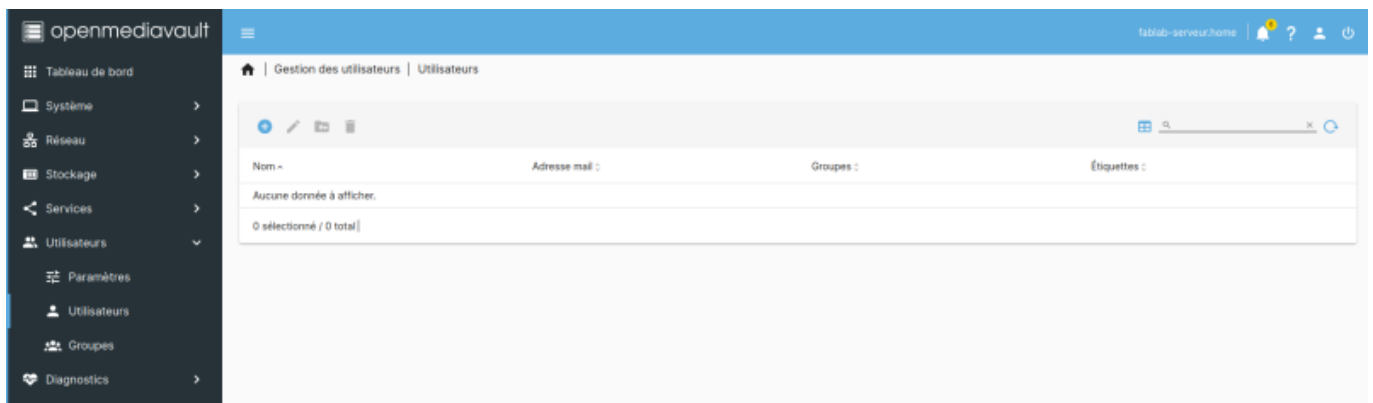 openmediavault
fablab-serveur.home
6
Tableau de bord
Gestion des utilisateurs | Utilisateurs
Système
Réseau
Stockage
Services
Utilisateurs
Paramètres
Utilisateurs
Groupes
Diagnostics
Nom
Adresse mail
Groupes
Étiquettes
Aucune donnée à afficher.
0 sélectionné / 0 total